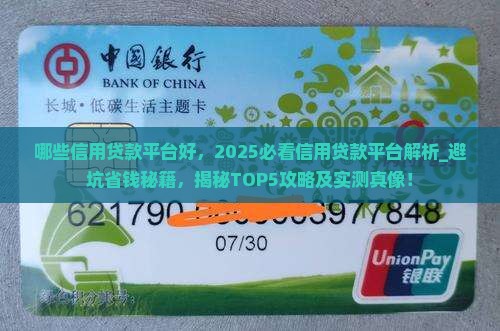 中国银行
BANK OF CHINA
长城·低碳生活主题卡
哪些信用贷款平台好，2025必看信用贷款平台解析_避
坑省钱秘籍，揭秘TOP5攻略及实测真像！
07/30
UnionPay
银联